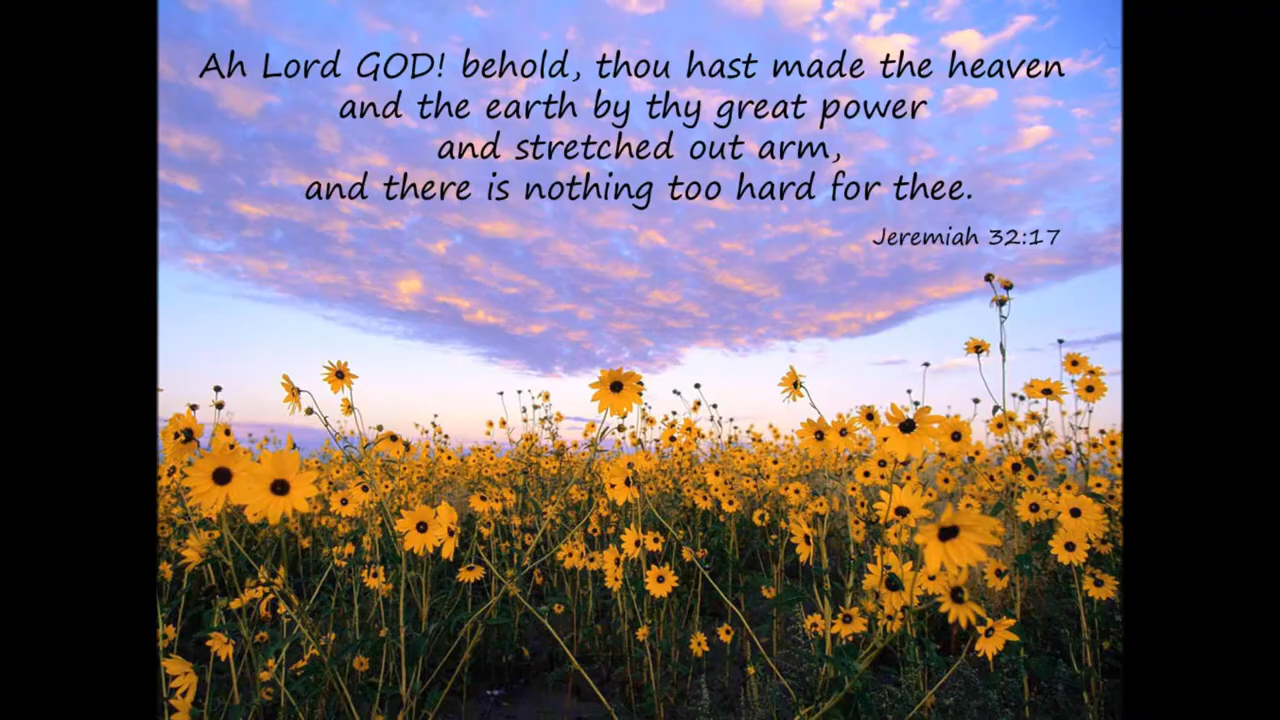 Ah Lord GOD! behold, thou hast made the heaven
and the earth by thy great power
and stretched out arm,
and there is nothing too hard for thee.
Jeremiah 32:17